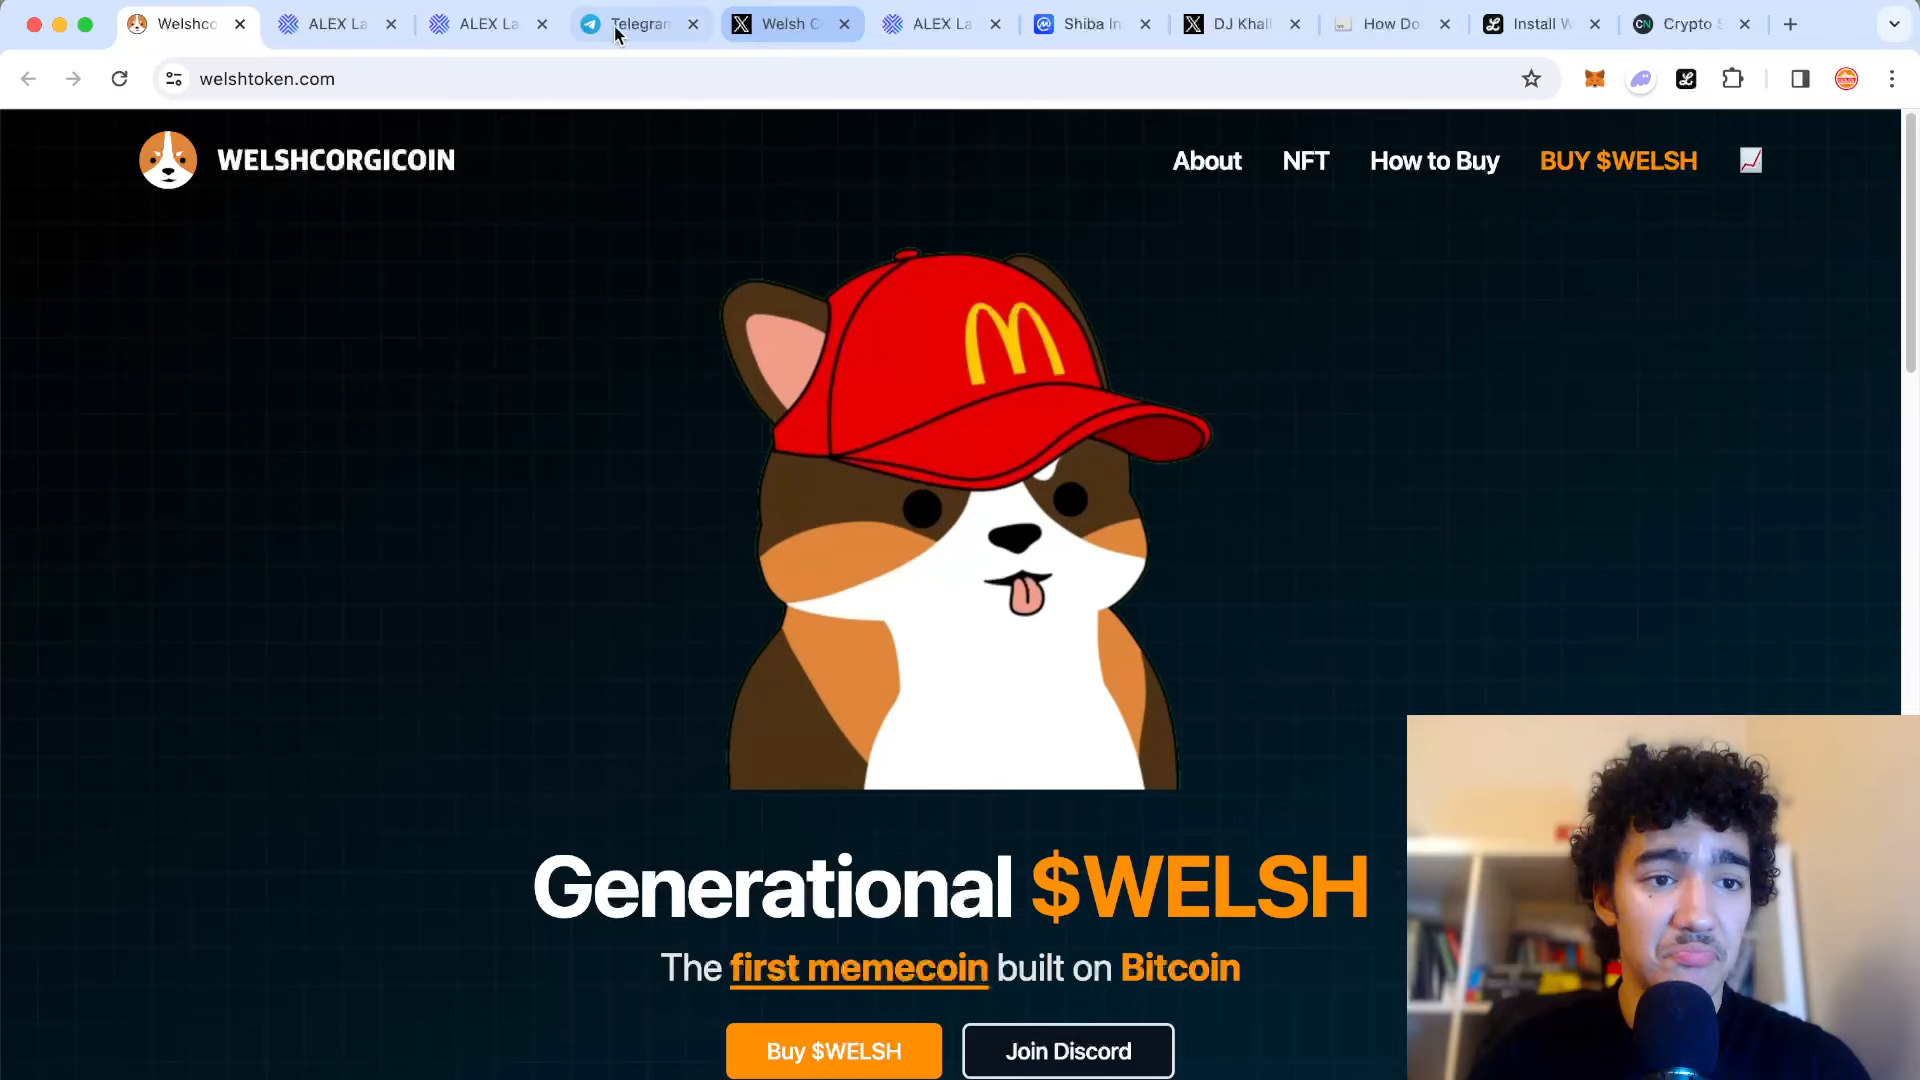 Welshco
ALEX La
ALEX La
Telegram
Welsh C
ALEX La
Shiba In
DJ Khal
How Do
Install W
Crypto S
welshtoken.com
WELSHCORGICOIN
About
NFT
How to Buy
BUY $WELSH
Generational $WELSH
The first memecoin built on Bitcoin
Buy $WELSH
Join Discord